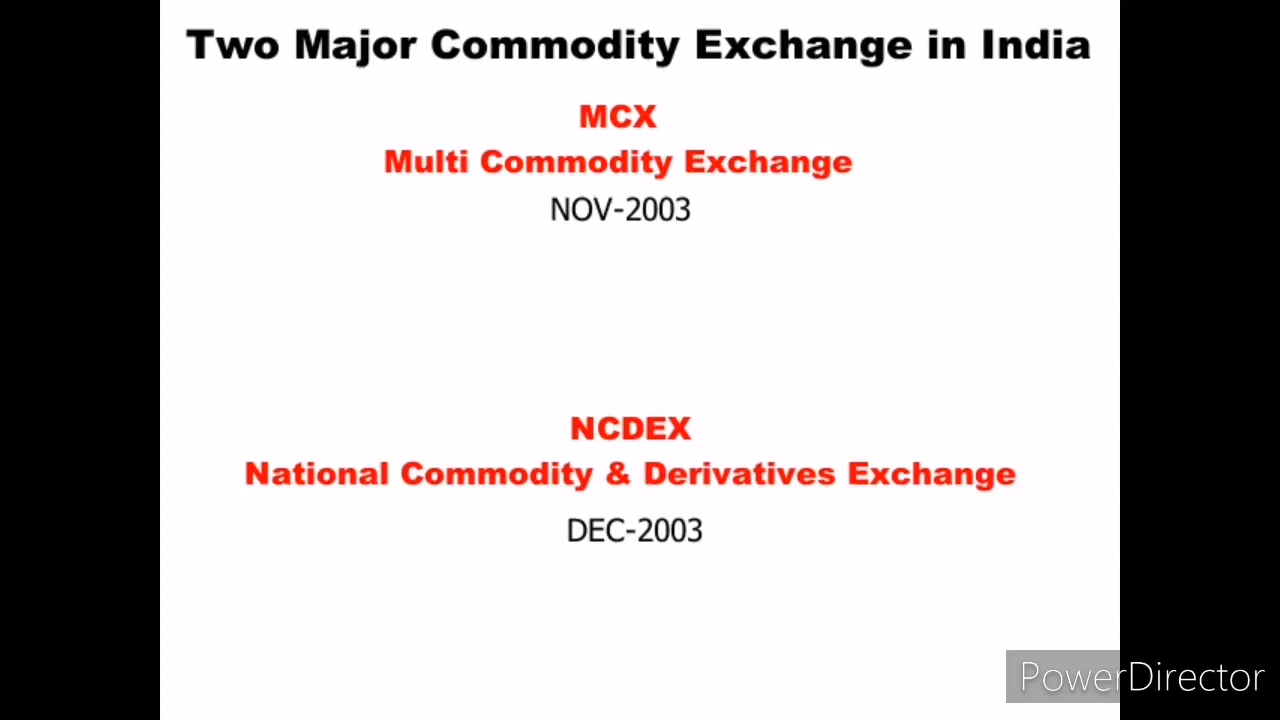 Two Major Commodity Exchange in India
MCX
Multi Commodity Exchange
NOV-2003
NCDEX
National Commodity & Derivatives Exchange
DEC-2003
PowerDirector